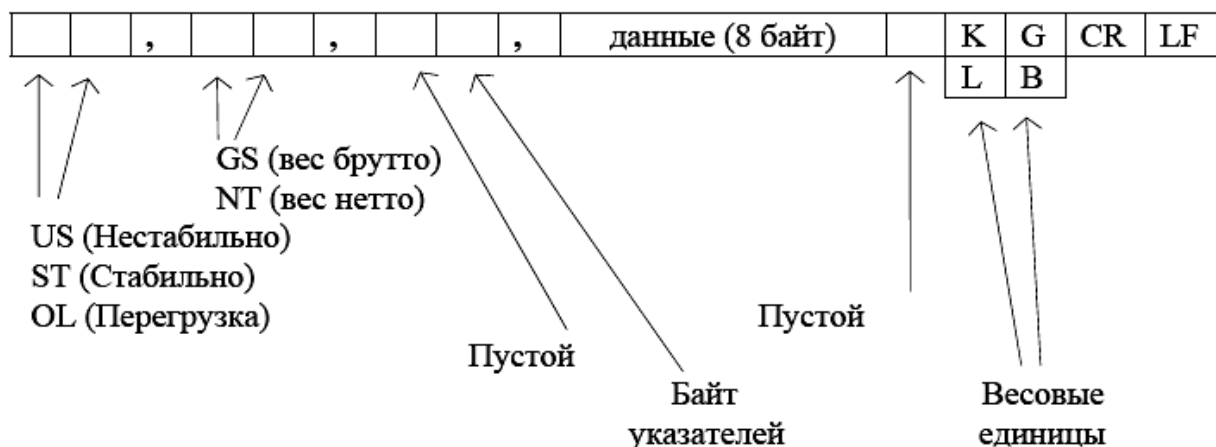 , , , данные (8 байт) K G CR LF
L B
GS (вес брутто)
NT (вес нетто)
US (Нестабильно)
ST (Стабильно)
OL (Перегрузка)
Пустой
Пустой
Байт
указателей
Весовые
единицы